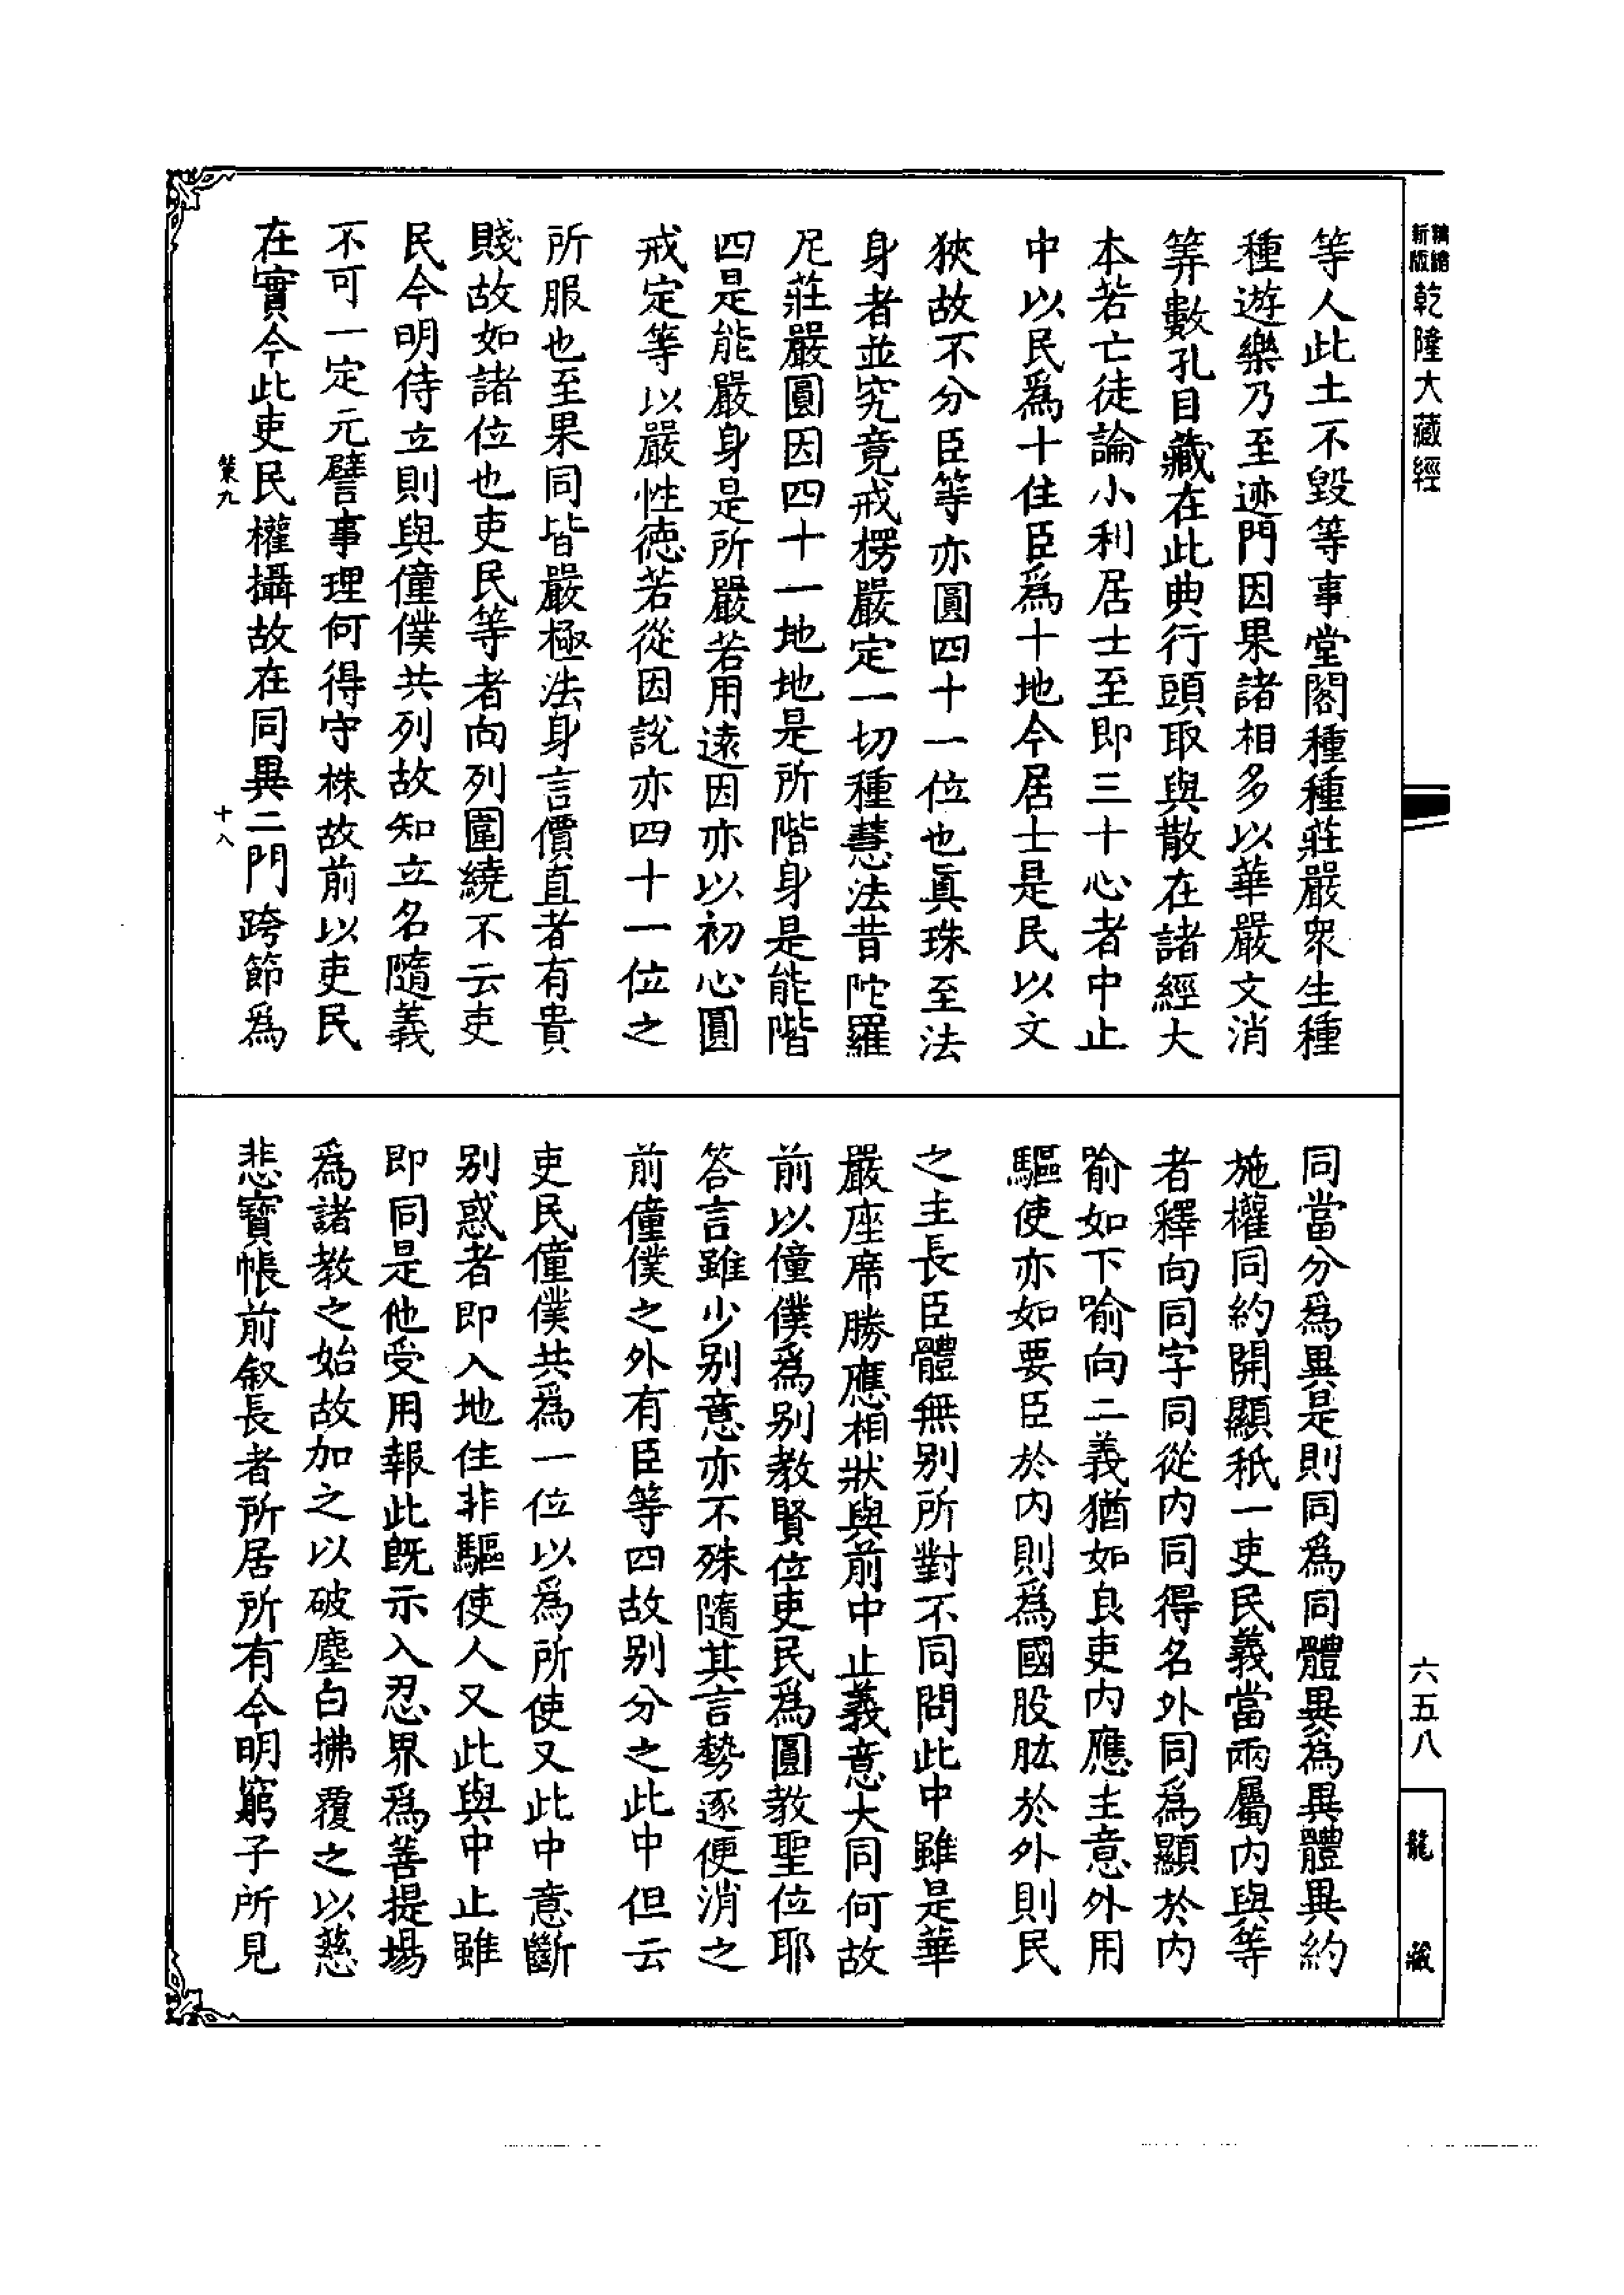 新版精縮乾隆大藏經
等人此土不毀等事堂閣種種莊嚴衆生種
種遊樂乃至迹門因果諸相多以華嚴文消
筭數孔目藏在此典行頭取與散在諸經大
本若亡徒論小利居士至即三十心者中止
中以民爲十住臣爲十地今居士是民以文
狹故不分臣等亦圓四十一位也眞珠至法
身者並究竟戒楞嚴定一切種慧法昔陀羅
尼莊嚴圓因四十一地地是所階身是能階
四是能嚴身是所嚴若用遠因亦以初心圓
戒定等以嚴性德若從因說亦四十一位之
所服也至果同皆嚴極法身言價直者有貴
賤故如諸位也吏民等者向列圍繞不云吏
民今明侍立則與僮僕共列故知立名隨義
不可一定元譬事理何得守株故前以吏民
在實今此吏民權攝故在同異二門跨節爲
策九 十八
同當分爲異是則同爲同體異爲異體異約
施權同約開顯秖一吏民義當兩屬内與等
者釋向同字同從内同得名外同爲顯於内
喻如下喻向二義猶如良吏内應主意外用
驅使亦如要臣於内則爲國股肱於外則民
之主長臣體無别所對不同問此中雖是華
嚴座席勝應相狀與前中止義意大同何故
前以僮僕爲别教賢位吏民爲圓教聖位耶
答言雖少别意亦不殊隨其言勢逐便消之
前僮僕之外有臣等四故别分之此中但云
吏民僮僕共爲一位以爲所使又此中意斷
别惑者即入地住非驅使人又此與中止雖
即同是他受用報此既示入忍界爲菩提場
爲諸教之始故加之以破塵白拂覆之以慈
悲寶帳前叙長者所居所有今明窮子所見
六五八
龍藏